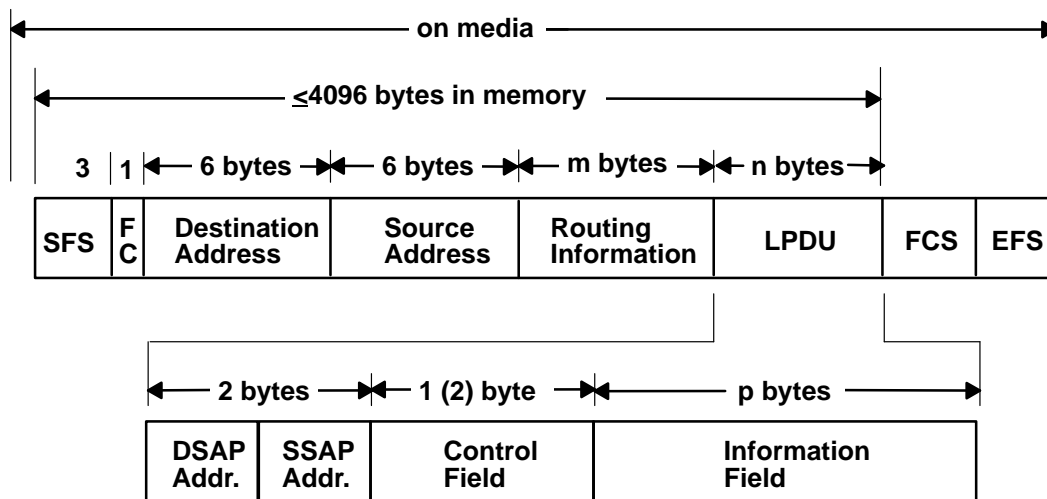 on media
≤4096 bytes in memory
3 1 6 bytes 6 bytes m bytes n bytes
SFS
F
C
Destination
Address
Source
Address
Routing
Information
LPDU
FCS
EFS
2 bytes 1 (2) byte p bytes
DSAP
Addr.
SSAP
Addr.
Control
Field
Information
Field